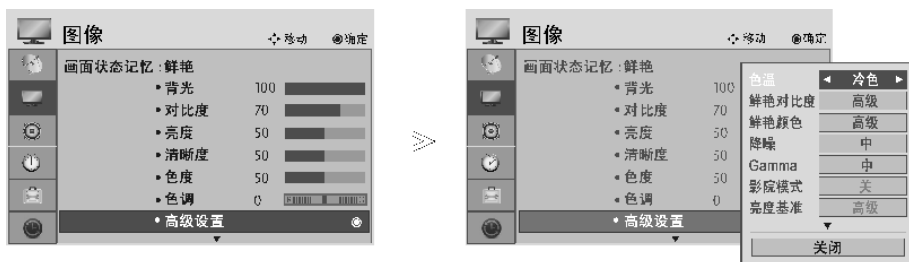 图像
移动 确定
画面状态记忆 :鲜艳
• 背光 100
• 对比度 70
• 亮度 50
• 清晰度 50
• 色度 50
• 色调 0
• 高级设置
图像
移动 确定
画面状态记忆 :鲜艳
• 背光 100
• 对比度 70
• 亮度 50
• 清晰度 50
• 色度 50
• 色调 0
• 高级设置
色温 冷色
鲜艳对比度 高级
鲜艳颜色 高级
降噪 中
Gamma 中
影院模式 关
亮度基准 高级
关闭